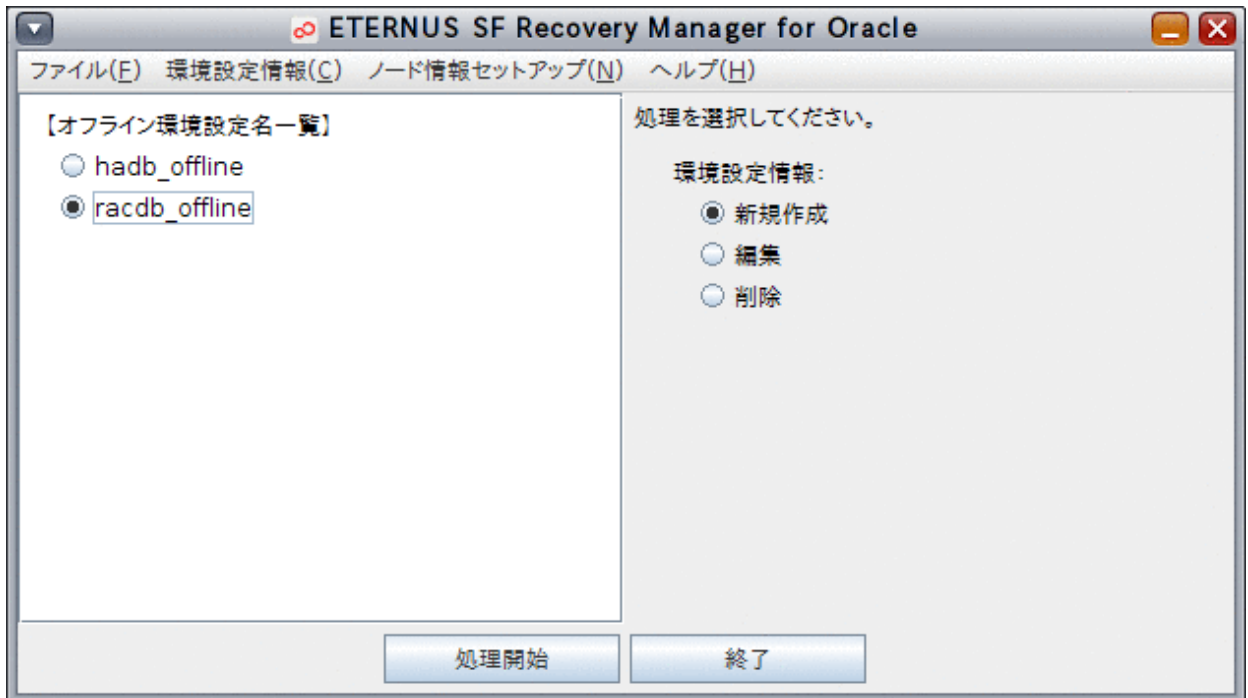 ETERNUS SF Recovery Manager for Oracle
ファイル(F) 環境設定情報(C) ノード情報セットアップ(N) ヘルプ(H)
【オフライン環境設定名一覧】
hadb_offline
racdb_offline
処理を選択してください。
環境設定情報:
新規作成
編集
削除
処理開始 終了